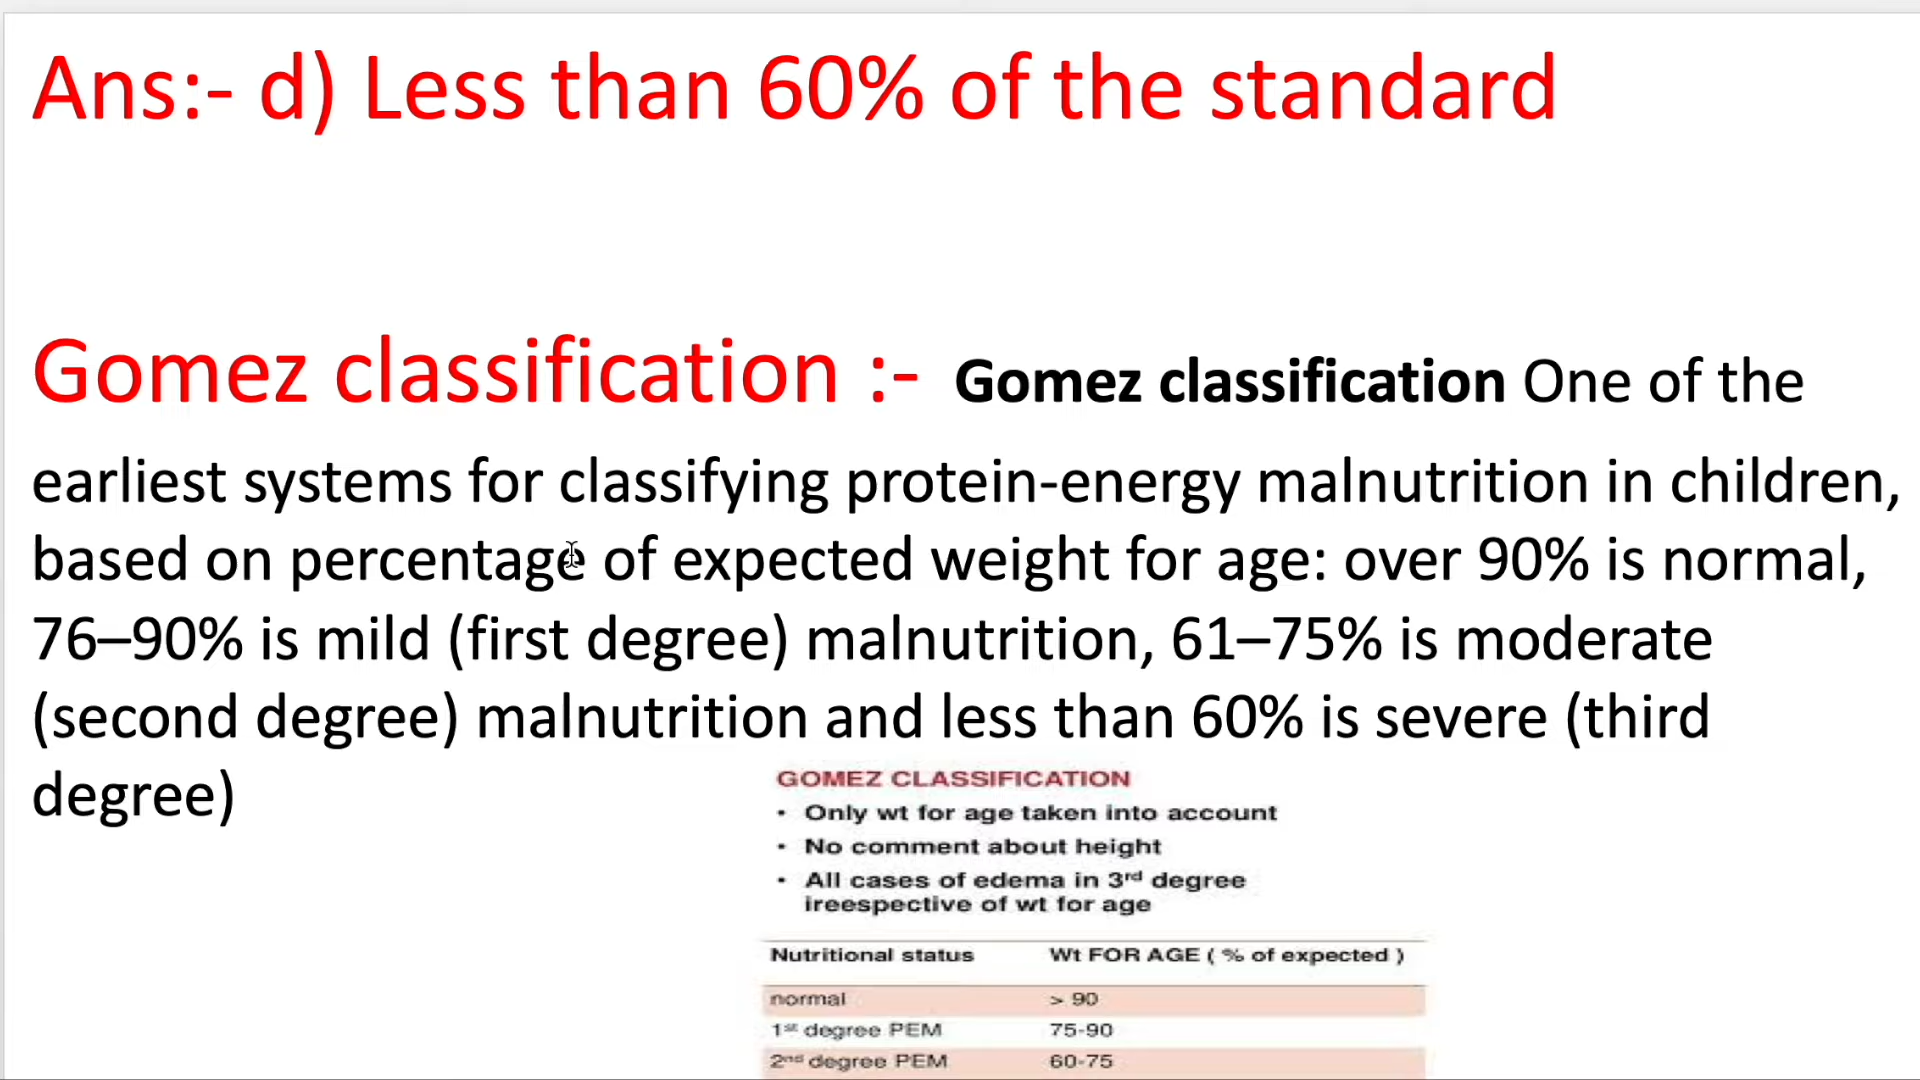 Ans:- d) Less than 60% of the standard
Gomez classification :- Gomez classification One of the
earliest systems for classifying protein-energy malnutrition in children,
based on percentage of expected weight for age: over 90% is normal,
76–90% is mild (first degree) malnutrition, 61–75% is moderate
(second degree) malnutrition and less than 60% is severe (third
degree)
GOMEZ CLASSIFICATION
• Only wt for age taken into account
• No comment about height
• All cases of edema in 3rd degree
ireespective of wt for age
Nutritional status Wt FOR AGE ( % of expected )
normal > 90
1st degree PEM 75-90
2nd degree PEM 60-75